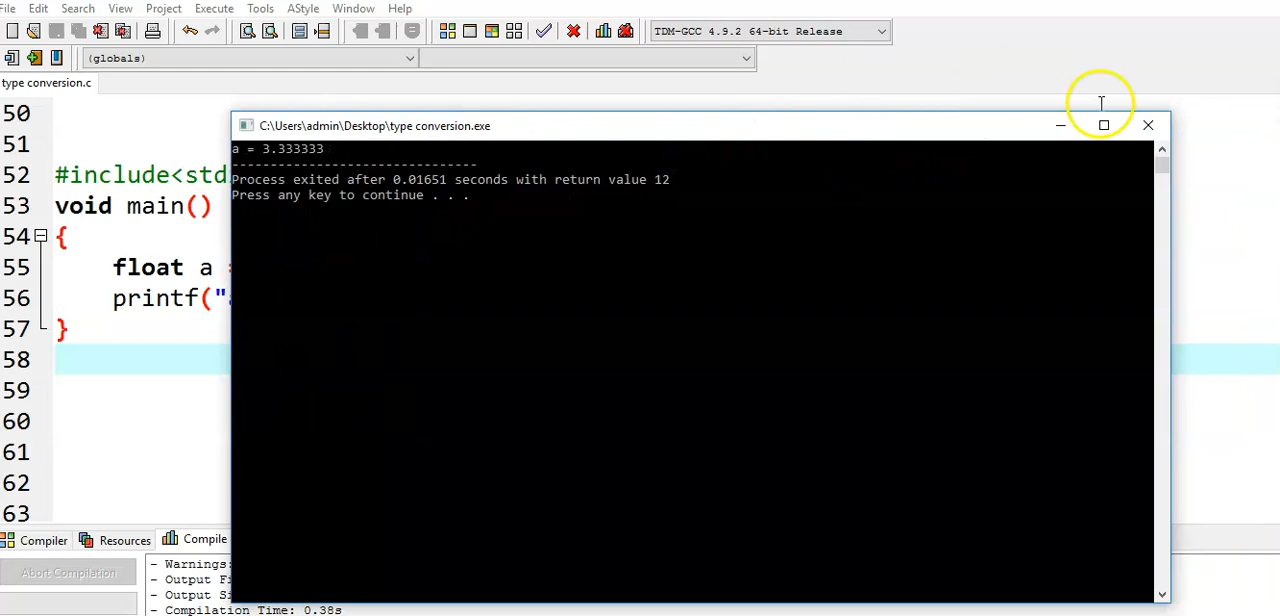 File Edit Search View Project Execute Tools AStyle Window Help
TDM-GCC 4.9.2 64-bit Release
(globals)
type conversion.c
C:\Users\admin\Desktop\type conversion.exe
a = 3.333333
--------------------------------
Process exited after 0.01651 seconds with return value 12
Press any key to continue . . .
50
51
52 #include<std
53 void main()
54 {
55 float a
56 printf("
57 }
58
59
60
61
62
63
Compiler Resources Compile
Abort Compilation
- Warnings:
- Output Fi
- Output Si
- Compilation Time: 0.38s